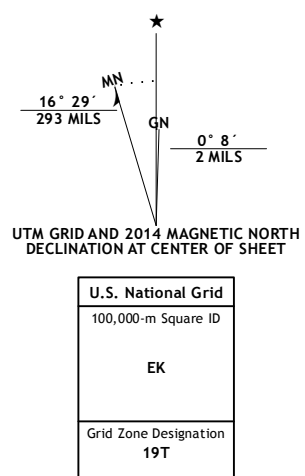 ★
MN
GN
16° 29´
293 MILS
0° 8´
2 MILS
UTM GRID AND 2014 MAGNETIC NORTH
DECLINATION AT CENTER OF SHEET
U.S. National Grid
100,000-m Square ID
EK
Grid Zone Designation
19T